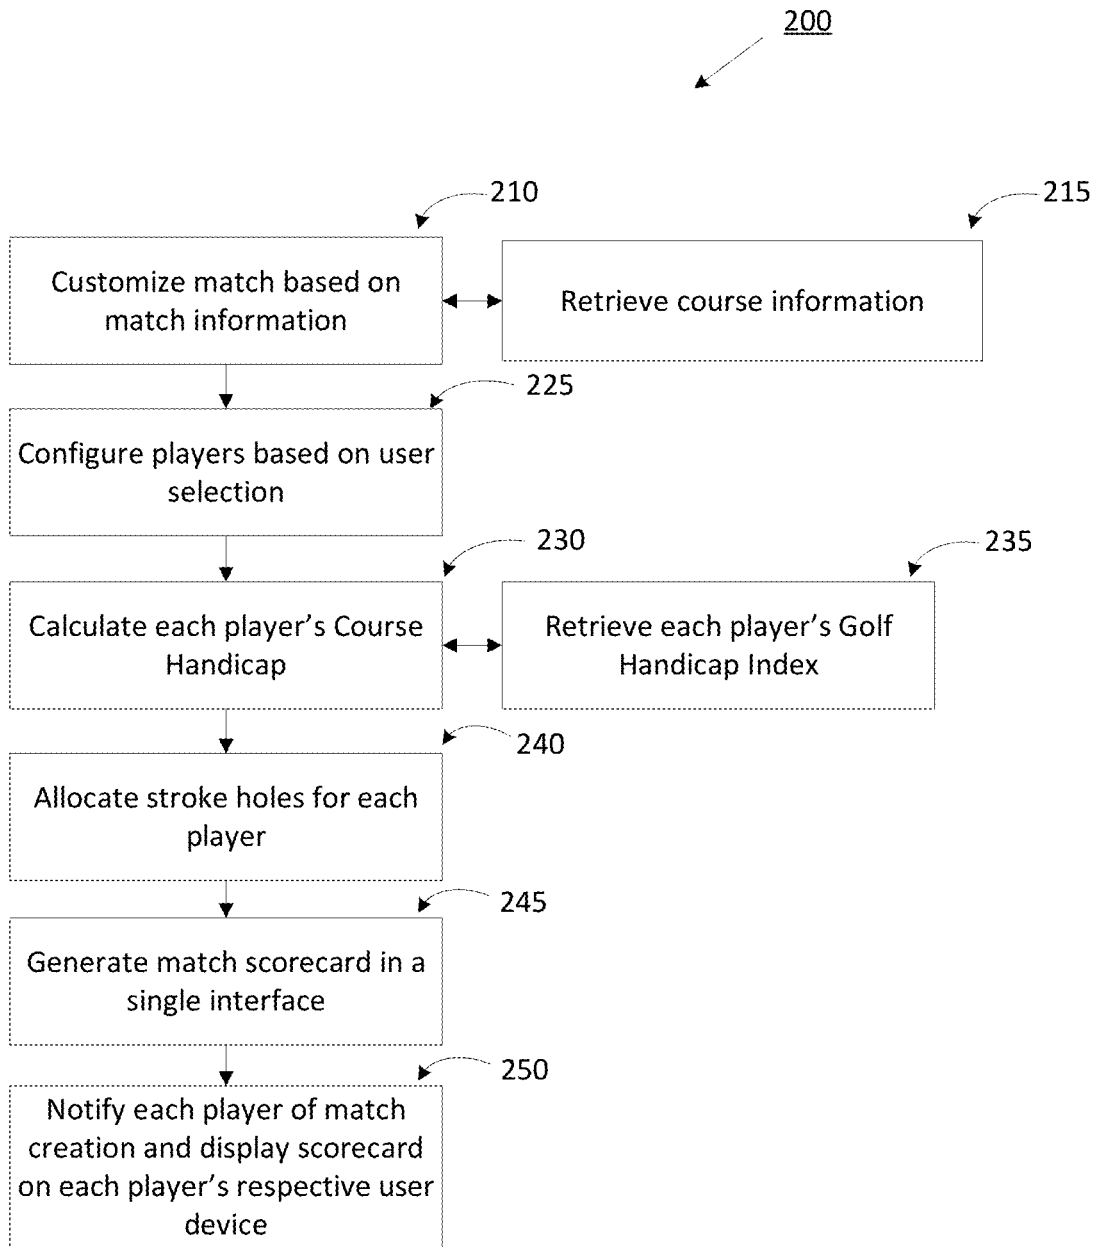 200
210
215
Customize match based on
match information
Retrieve course information
225
Configure players based on user
selection
230
235
Calculate each player’s Course
Handicap
Retrieve each player’s Golf
Handicap Index
240
Allocate stroke holes for each
player
245
Generate match scorecard in a
single interface
250
Notify each player of match
creation and display scorecard
on each player’s respective user
device